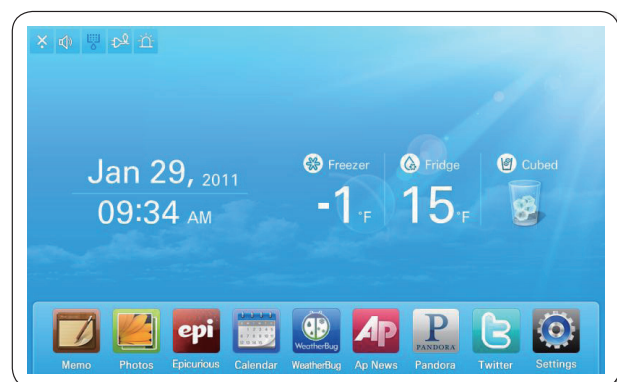 Jan 29, 2011
09:34 AM
Freezer
-1°F
Fridge
15°F
Cubed
epi
WeatherBug
AP
P
PANDORA
Memo
Photos
Epicurious
Calendar
WeatherBug
Ap News
Pandora
Twitter
Settings